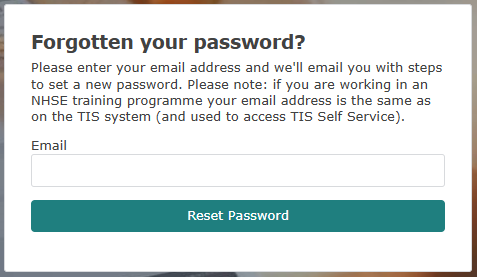 Forgotten your password?
Please enter your email address and we'll email you with steps
to set a new password. Please note: if you are working in an
NHSE training programme your email address is the same as
on the TIS system (and used to access TIS Self Service).
Email
Reset Password